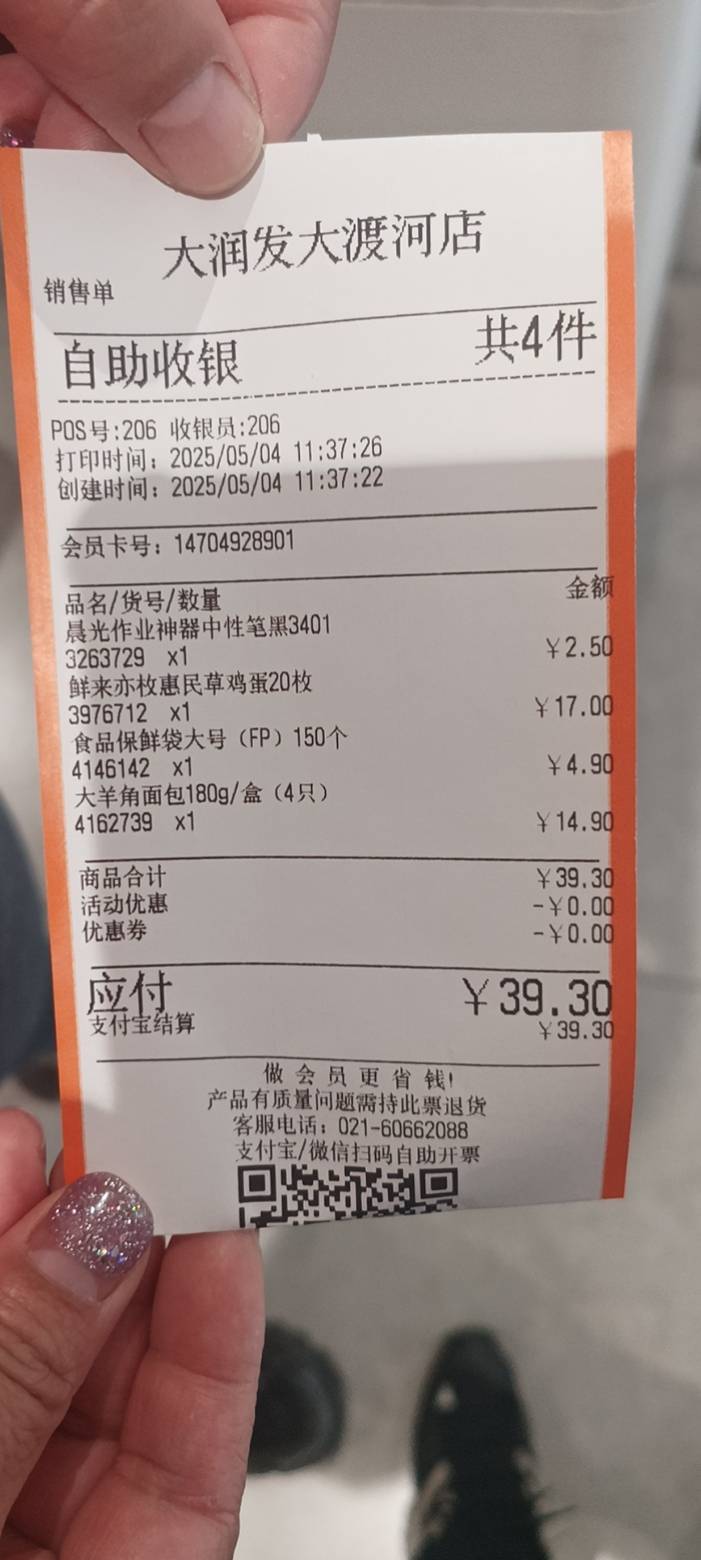 大润发大渡河店
销售单
自助收银 共4件
POS号:206 收银员:206
打印时间: 2025/05/04 11:37:26
创建时间: 2025/05/04 11:37:22
会员卡号: 14704928901
品名/货号/数量 金额
晨光作业神器中性笔黑3401
3263729 x1 ￥2.50
鲜来亦枚惠民草鸡蛋20枚
3976712 x1 ￥17.00
食品保鲜袋大号（FP）150个
4146142 x1 ￥4.90
大羊角面包180g/盒（4只）
4162739 x1 ￥14.90
商品合计 ￥39.30
活动优惠 -￥0.00
优惠券 -￥0.00
应付 ￥39.30
支付宝结算 ￥39.30
做 会 员 更 省 钱!
产品有质量问题需持此票退货
客服电话: 021-60662088
支付宝/微信扫码自助开票